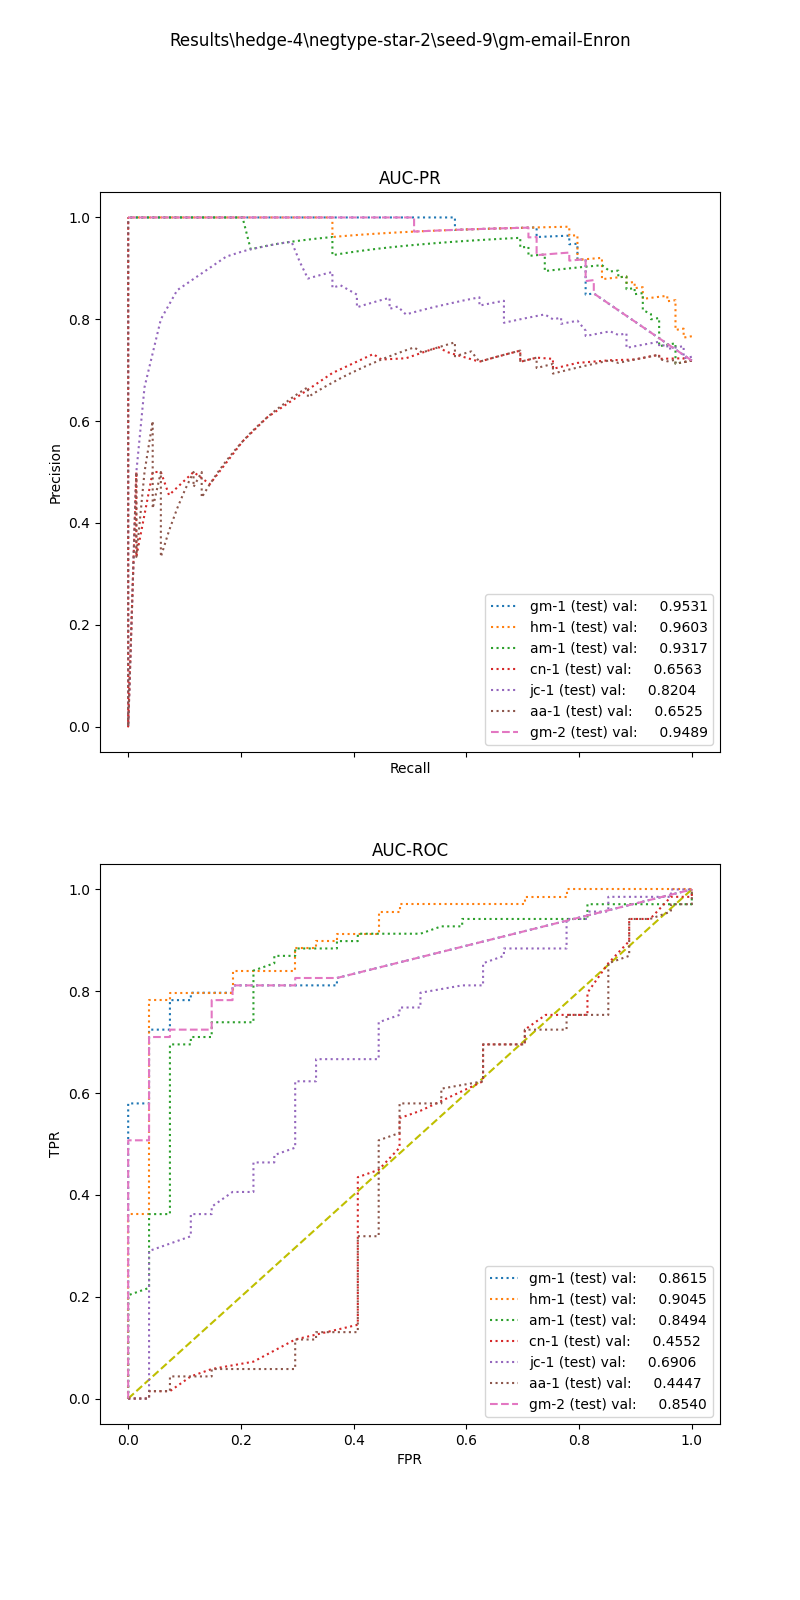 Results\hedge-4\negtype-star-2\seed-9\gm-email-Enron
AUC-PR
1.0
0.8
0.6
0.4
0.2
0.0
Precision
gm-1 (test) val: 0.9531
hm-1 (test) val: 0.9603
am-1 (test) val: 0.9317
cn-1 (test) val: 0.6563
jc-1 (test) val: 0.8204
aa-1 (test) val: 0.6525
gm-2 (test) val: 0.9489
Recall
AUC-ROC
1.0
0.8
0.6
0.4
0.2
0.0
TPR
gm-1 (test) val: 0.8615
hm-1 (test) val: 0.9045
am-1 (test) val: 0.8494
cn-1 (test) val: 0.4552
jc-1 (test) val: 0.6906
aa-1 (test) val: 0.4447
gm-2 (test) val: 0.8540
0.0 0.2 0.4 0.6 0.8 1.0
FPR